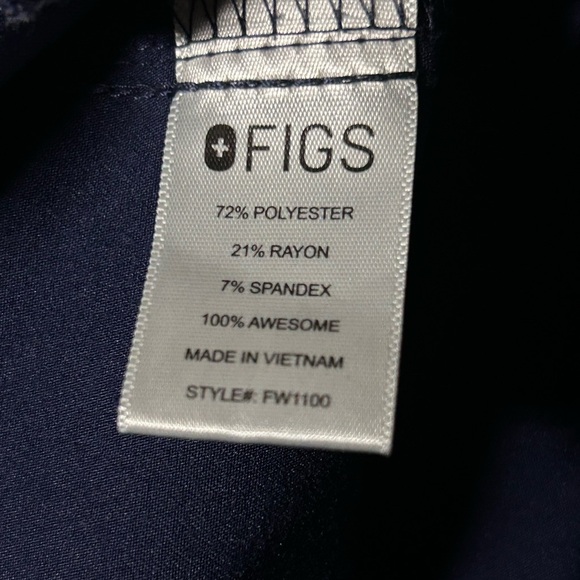 FIGS
72% POLYESTER
21% RAYON
7% SPANDEX
100% AWESOME
MADE IN VIETNAM
STYLE#: FW1100